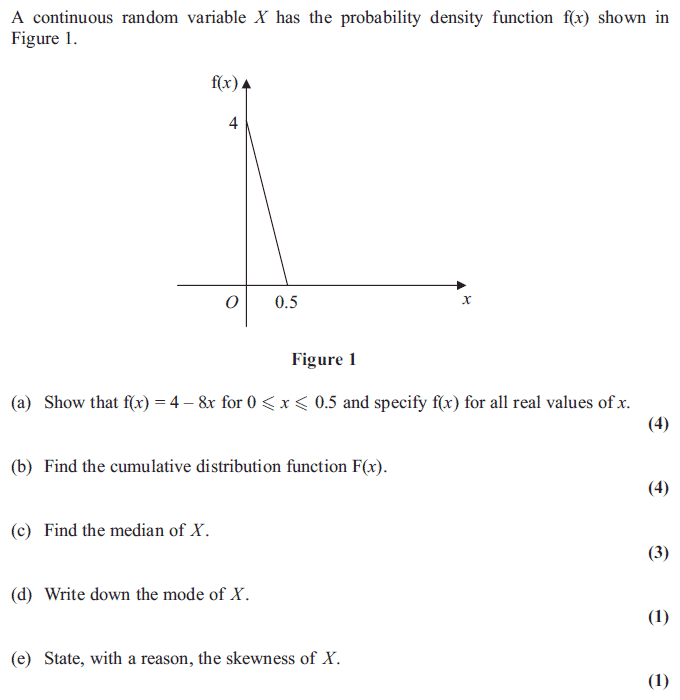 A continuous random variable X has the probability density function f(x) shown in
Figure 1.
f(x)
4
O
0.5
x
Figure 1
(a) Show that f(x) = 4 – 8x for 0 ⩽ x ⩽ 0.5 and specify f(x) for all real values of x.
(4)
(b) Find the cumulative distribution function F(x).
(4)
(c) Find the median of X.
(3)
(d) Write down the mode of X.
(1)
(e) State, with a reason, the skewness of X.
(1)